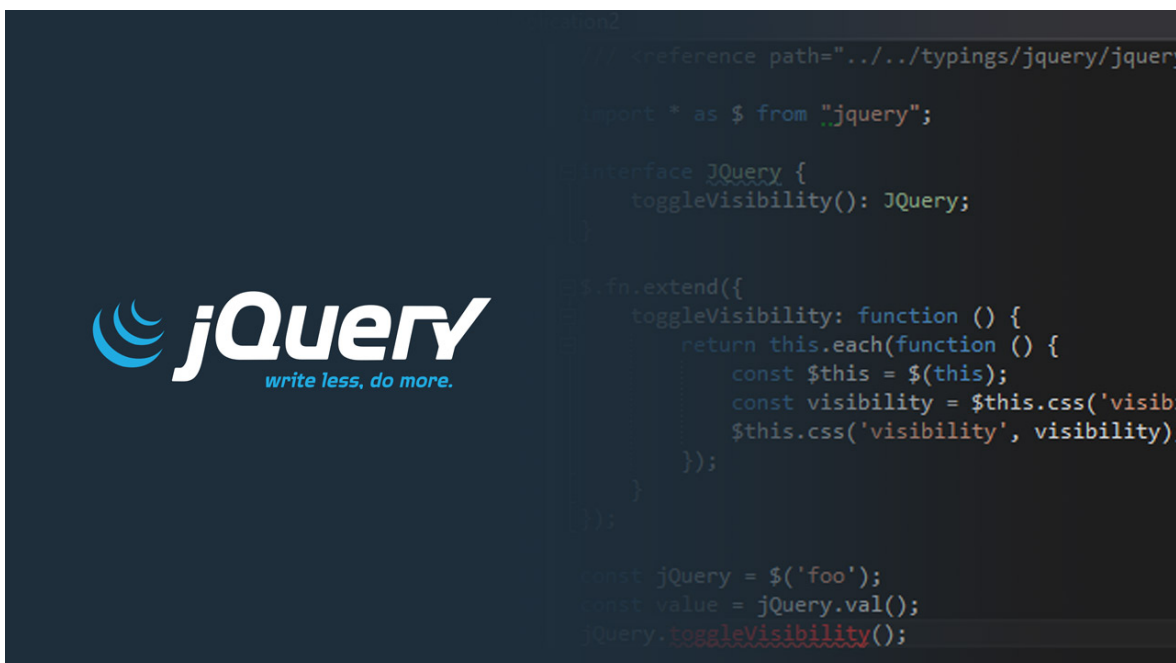 jQuery
write less, do more.
/// <reference path="../../typings/jquery/jquery
import * as $ from "jquery";
interface JQuery {
toggleVisibility(): JQuery;
}
$.fn.extend({
toggleVisibility: function () {
return this.each(function () {
const $this = $(this);
const visibility = $this.css('visib
$this.css('visibility', visibility)
});
}
});
const jQuery = $('foo');
const value = jQuery.val();
jQuery.toggleVisibility();